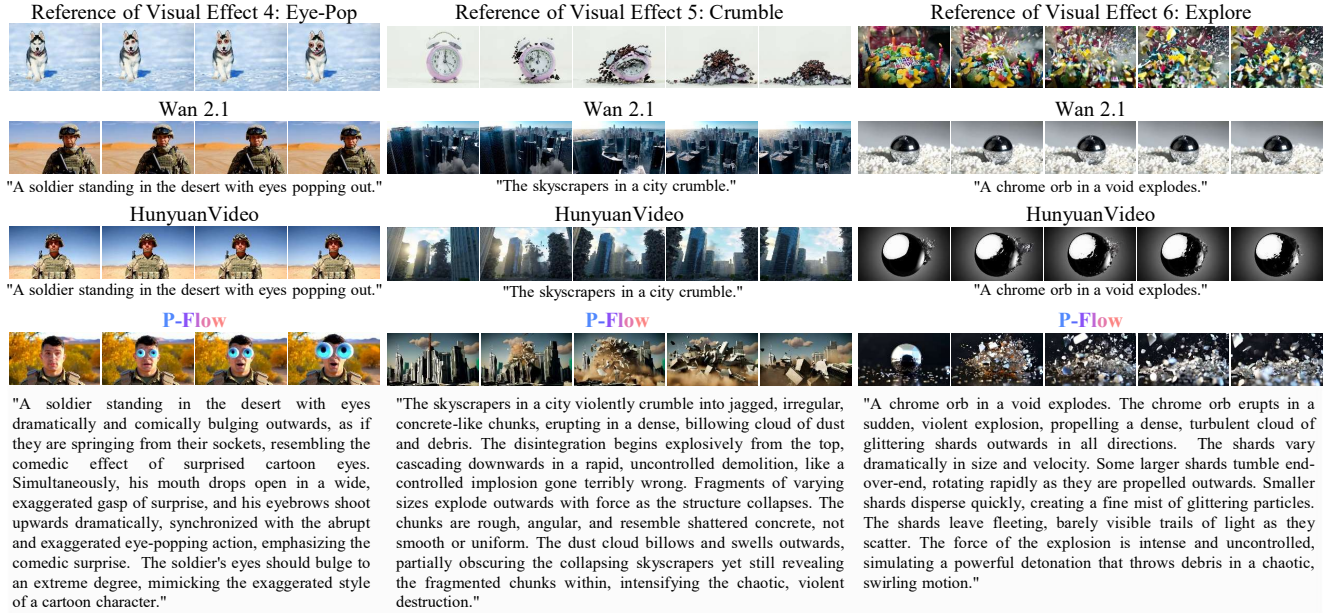 Reference of Visual Effect 4: Eye-Pop
Wan 2.1
"A soldier standing in the desert with eyes popping out."
HunyuanVideo
"A soldier standing in the desert with eyes popping out."
P-Flow
"A soldier standing in the desert with eyes
dramatically and comically bulging outwards, as if
they are springing from their sockets, resembling the
comedic effect of surprised cartoon eyes.
Simultaneously, his mouth drops open in a wide,
exaggerated gasp of surprise, and his eyebrows shoot
upwards dramatically, synchronized with the abrupt
and exaggerated eye-popping action, emphasizing the
comedic surprise. The soldier's eyes should bulge to
an extreme degree, mimicking the exaggerated style
of a cartoon character."
Reference of Visual Effect 5: Crumble
Wan 2.1
"The skyscrapers in a city crumble."
HunyuanVideo
"The skyscrapers in a city crumble."
P-Flow
"The skyscrapers in a city violently crumble into jagged, irregular,
concrete-like chunks, erupting in a dense, billowing cloud of dust
and debris. The disintegration begins explosively from the top,
cascading downwards in a rapid, uncontrolled demolition, like a
controlled implosion gone terribly wrong. Fragments of varying
sizes explode outwards with force as the structure collapses. The
chunks are rough, angular, and resemble shattered concrete, not
smooth or uniform. The dust cloud billows and swells outwards,
partially obscuring the collapsing skyscrapers yet still revealing
the fragmented chunks within, intensifying the chaotic, violent
destruction."
Reference of Visual Effect 6: Explore
Wan 2.1
"A chrome orb in a void explodes."
HunyuanVideo
"A chrome orb in a void explodes."
P-Flow
"A chrome orb in a void explodes. The chrome orb erupts in a
sudden, violent explosion, propelling a dense, turbulent cloud of
glittering shards outwards in all directions. The shards vary
dramatically in size and velocity. Some larger shards tumble end-
over-end, rotating rapidly as they are propelled outwards. Smaller
shards disperse quickly, creating a fine mist of glittering particles.
The shards leave fleeting, barely visible trails of light as they
scatter. The force of the explosion is intense and uncontrolled,
simulating a powerful detonation that throws debris in a chaotic,
swirling motion."